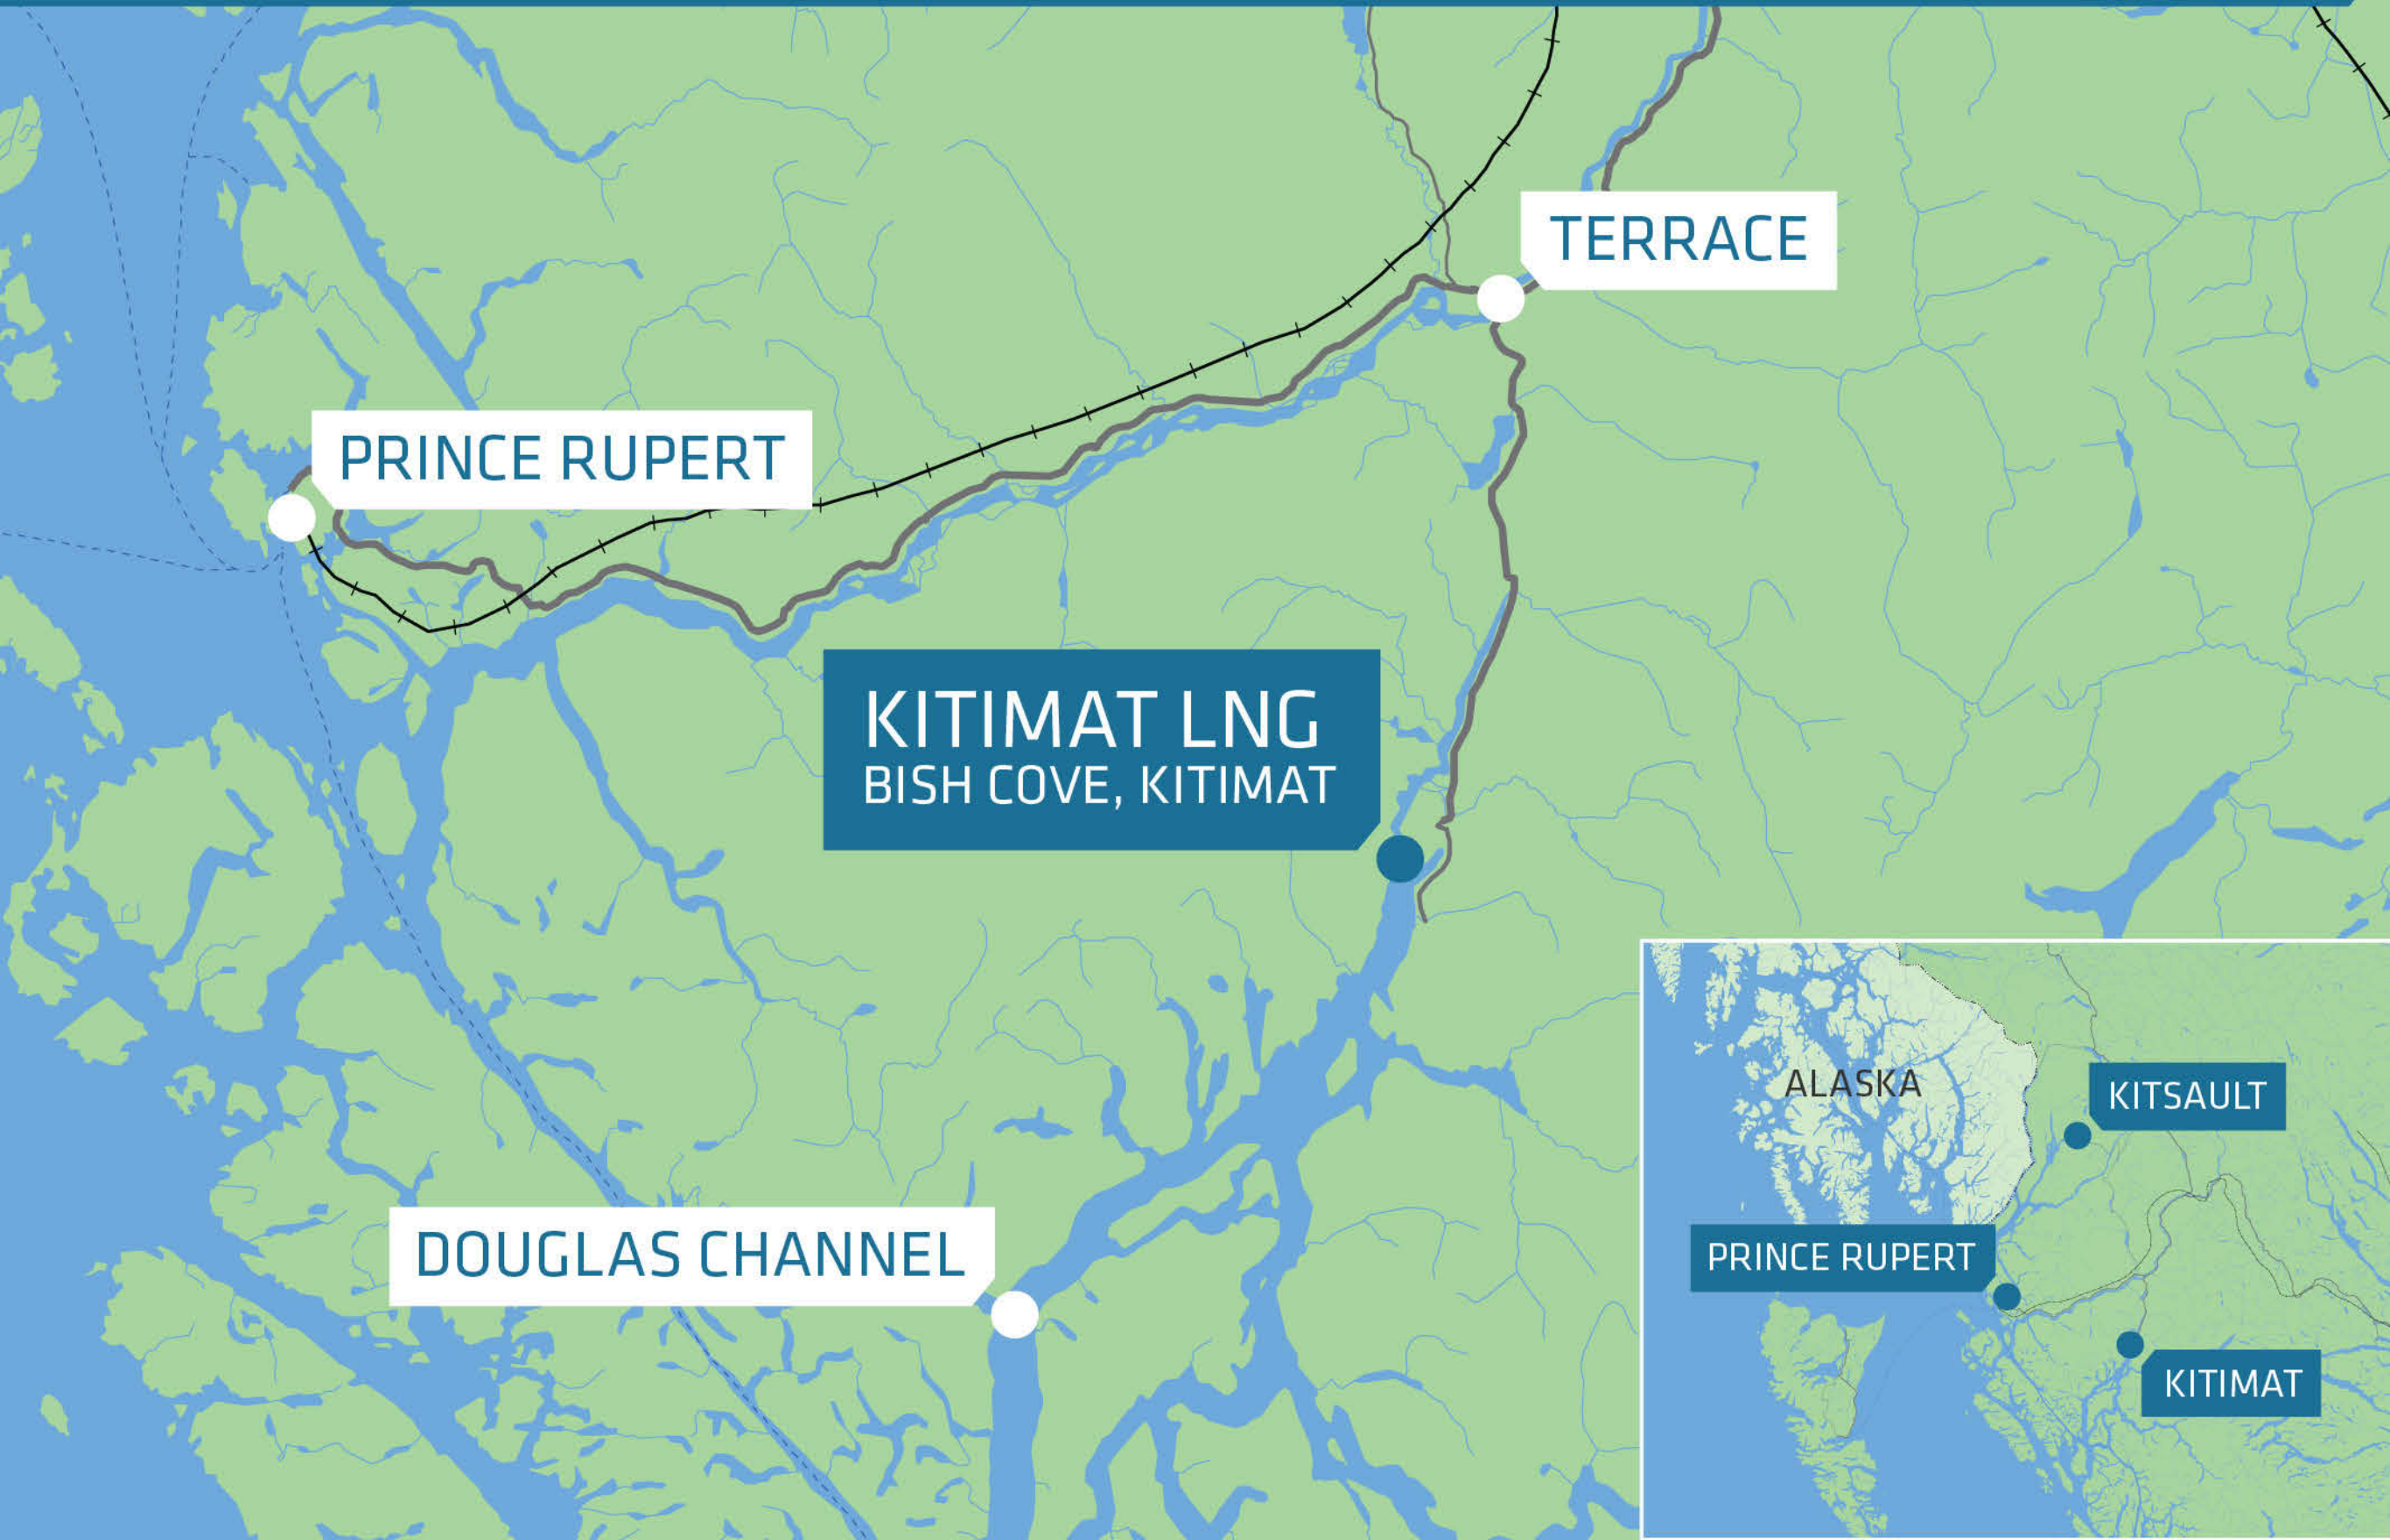 TERRACE
PRINCE RUPERT
KITIMAT LNG
BISH COVE, KITIMAT
DOUGLAS CHANNEL
ALASKA
KITSAULT
PRINCE RUPERT
KITIMAT